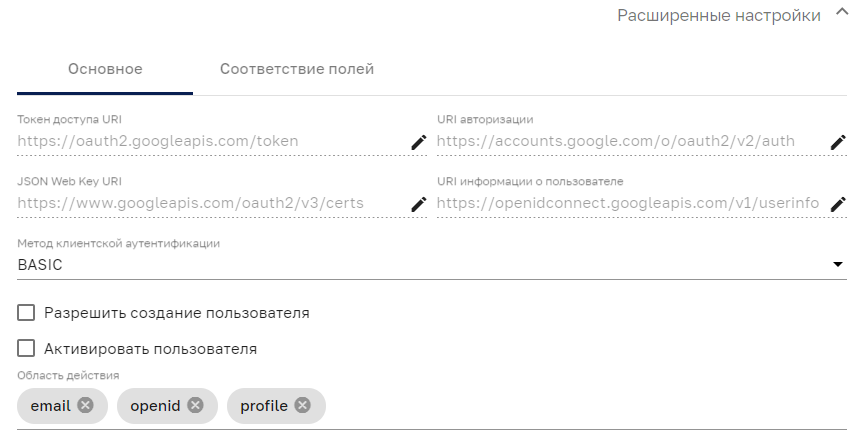 Расширенные настройки
Основное
Соответствие полей
Токен доступа URI
https://oauth2.googleapis.com/token
URI авторизации
https://accounts.google.com/o/oauth2/v2/auth
JSON Web Key URI
https://www.googleapis.com/oauth2/v3/certs
URI информации о пользователе
https://openidconnect.googleapis.com/v1/userinfo
Метод клиентской аутентификации
BASIC
Разрешить создание пользователя
Активировать пользователя
Область действия
email
openid
profile